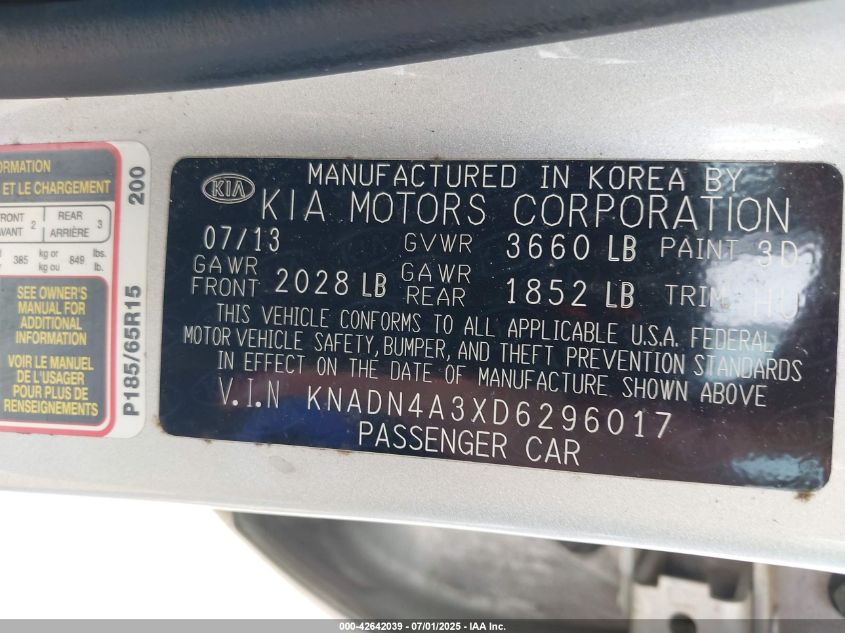 ORMATION
ET LE CHARGEMENT
FRONT 2 REAR 3
AVANT ARRIÈRE
385 kg or 849 lbs.
kg ou lb.
SEE OWNER'S
MANUAL FOR
ADDITIONAL
INFORMATION
VOIR LE MANUEL
DE L'USAGER
POUR PLUS DE
RENSEIGNEMENTS
P185/65R15 200
KIA
MANUFACTURED IN KOREA BY
KIA MOTORS CORPORATION
07/13 GVWR 3660 LB PAINT 3D
GAWR FRONT 2028 LB GAWR REAR 1852 LB TRIM HU
THIS VEHICLE CONFORMS TO ALL APPLICABLE U.S.A. FEDERAL
MOTOR VEHICLE SAFETY, BUMPER, AND THEFT PREVENTION STANDARDS
IN EFFECT ON THE DATE OF MANUFACTURE SHOWN ABOVE
V.I.N KNADN4A3XD6296017
PASSENGER CAR
000-42642039 - 07/01/2025 - IAA Inc.